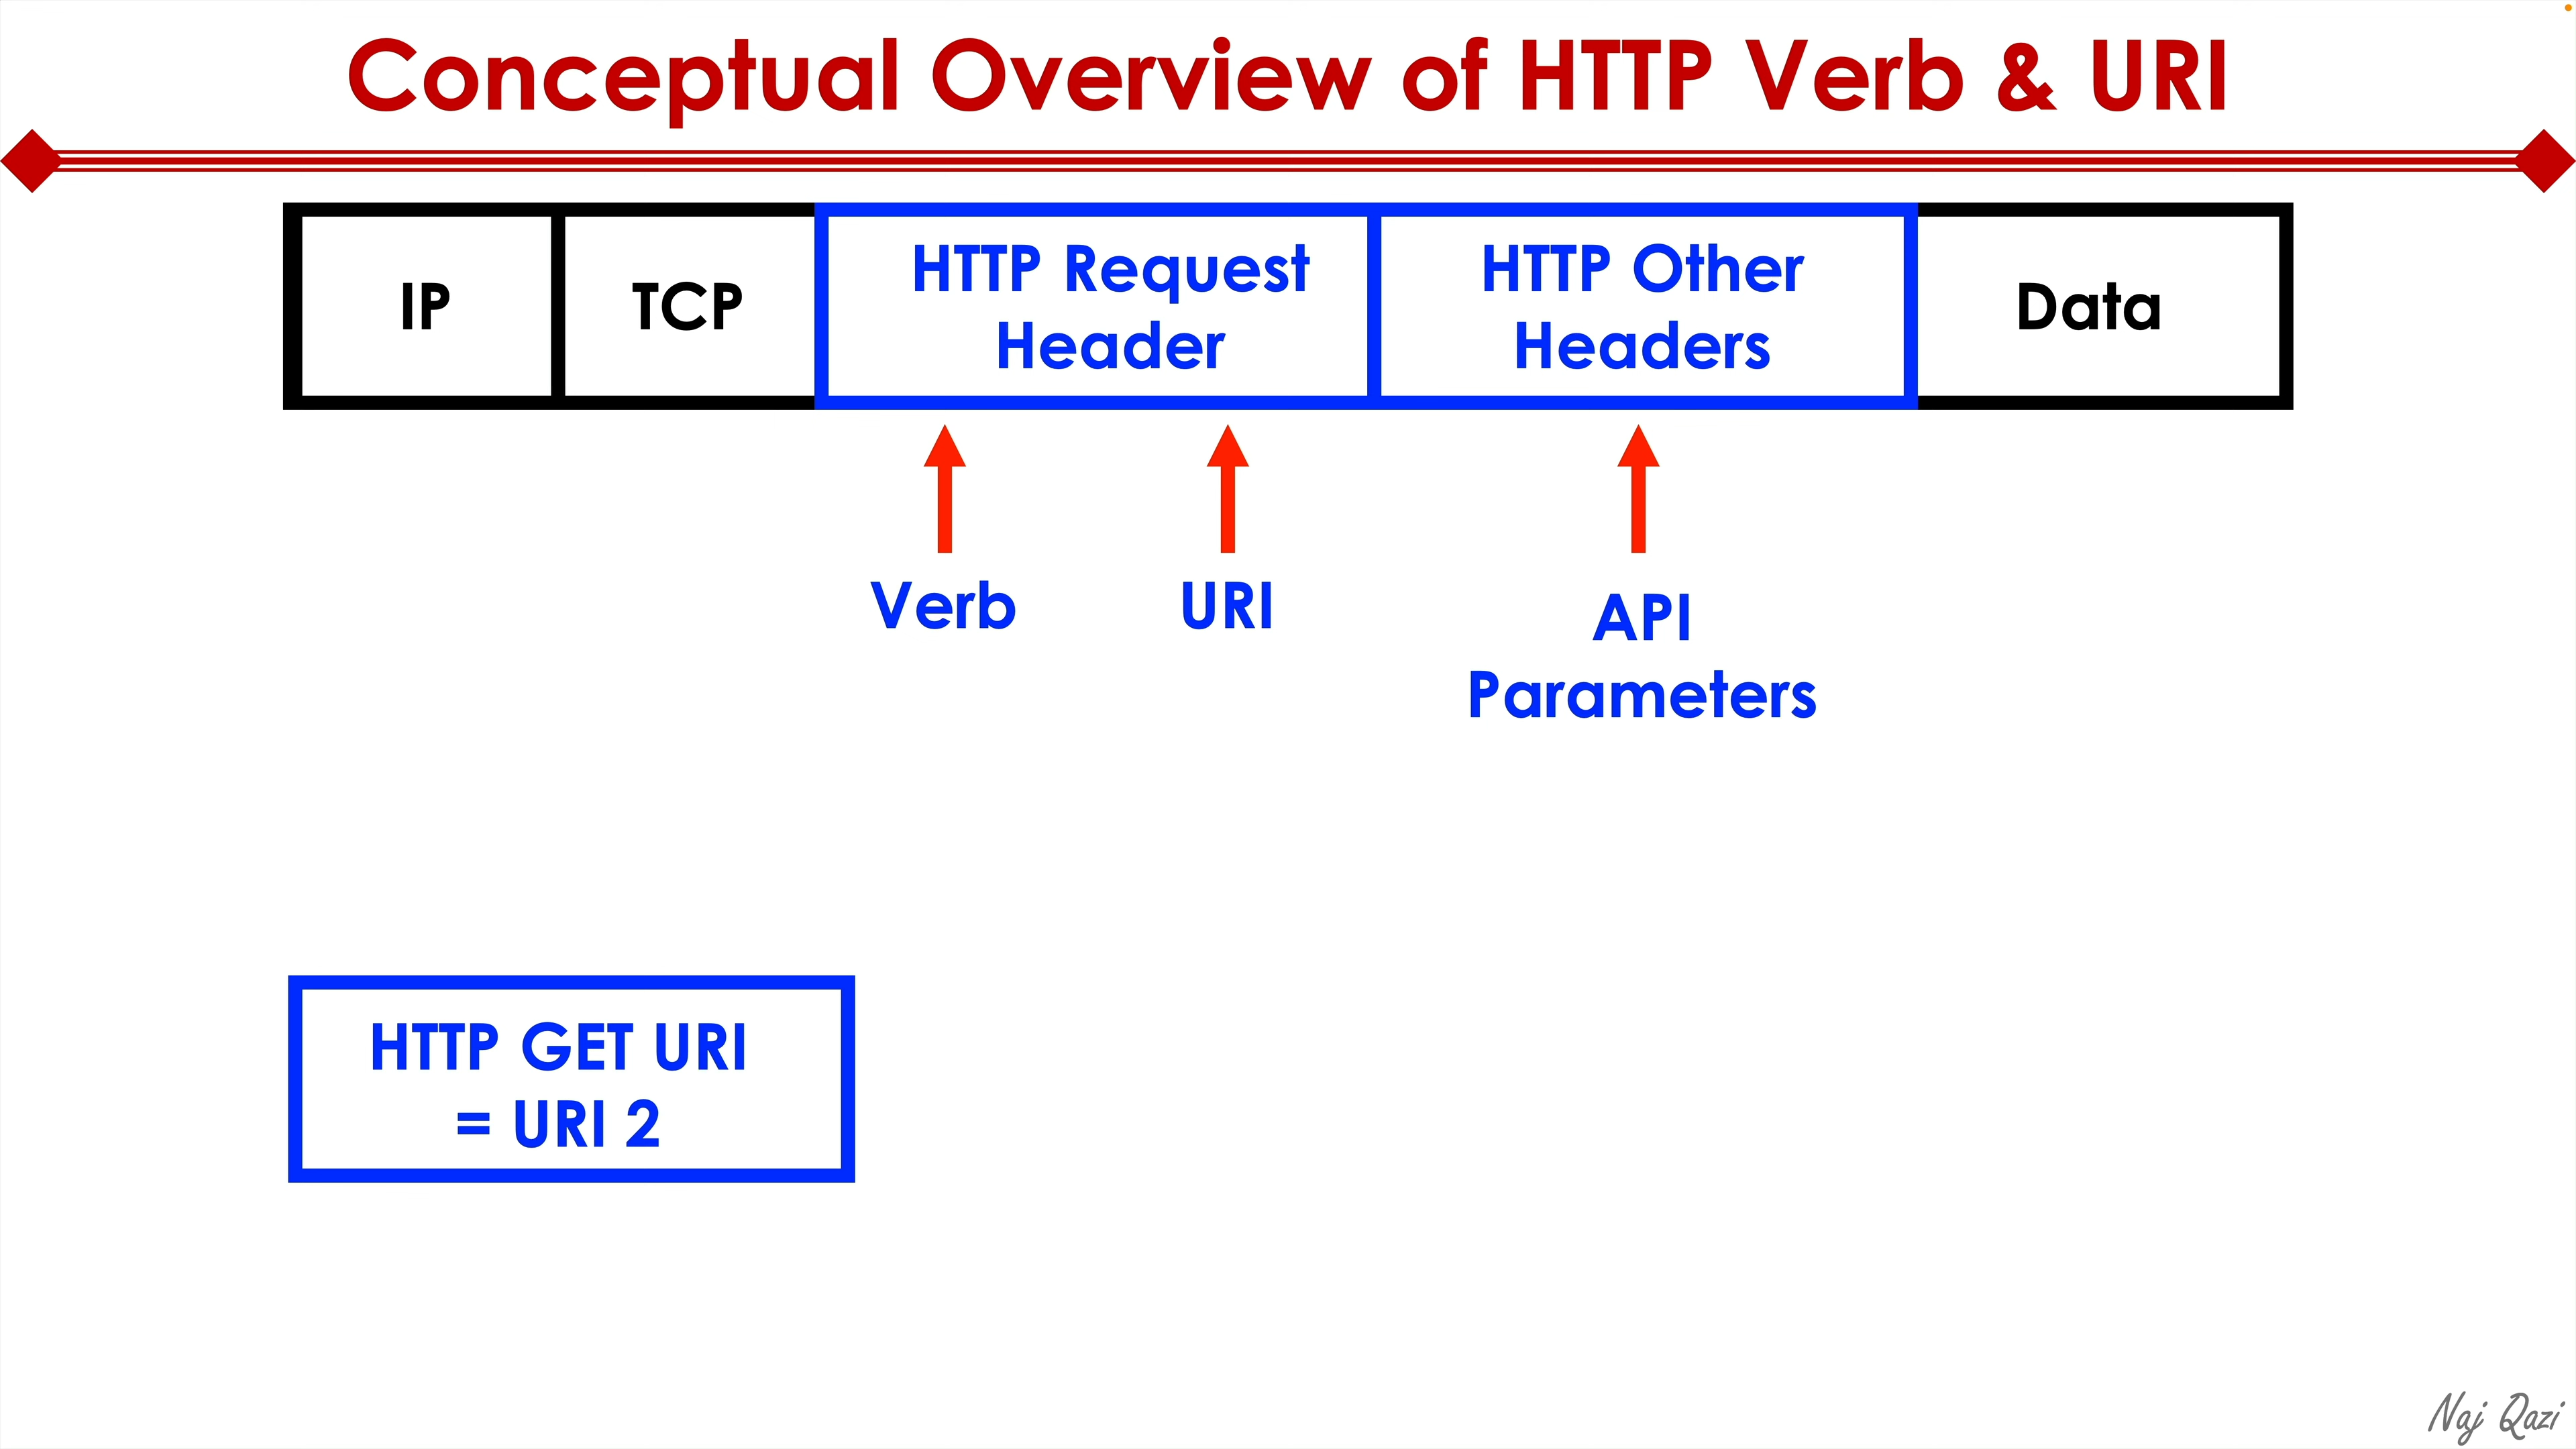 Conceptual Overview of HTTP Verb & URI
IP
TCP
HTTP Request
Header
HTTP Other
Headers
Data
Verb
URI
API
Parameters
HTTP GET URI
= URI 2
Naj Qazi